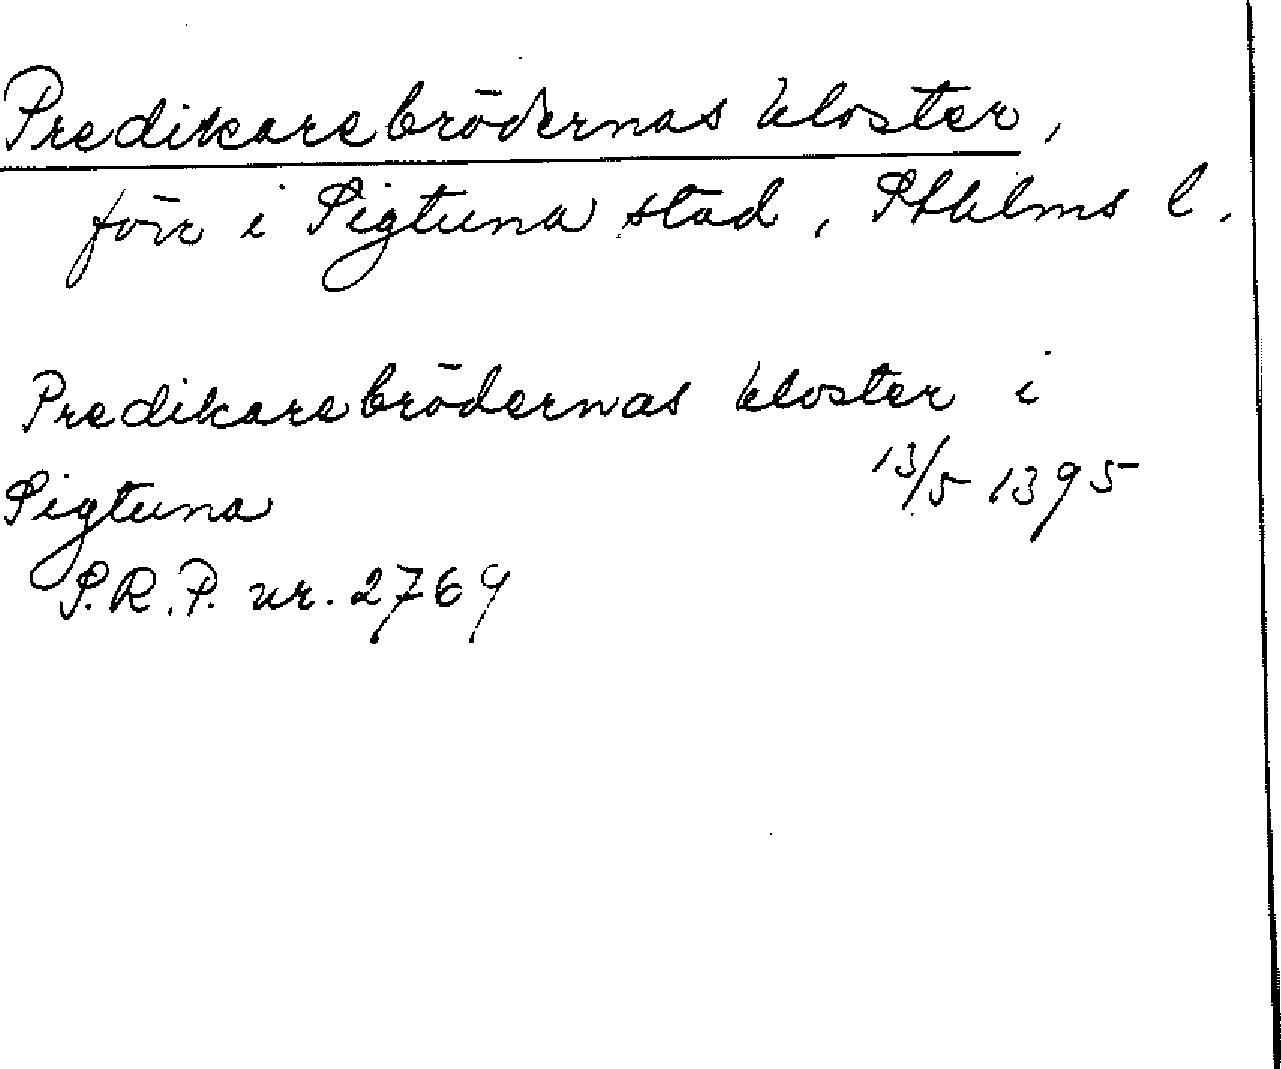 Predikarebrödernas kloster,
förr i Sigtuna stad, Sthlms l.
Predikarebrödernas kloster i
Sigtuna 13/5 1395
S.R.P. nr. 2769